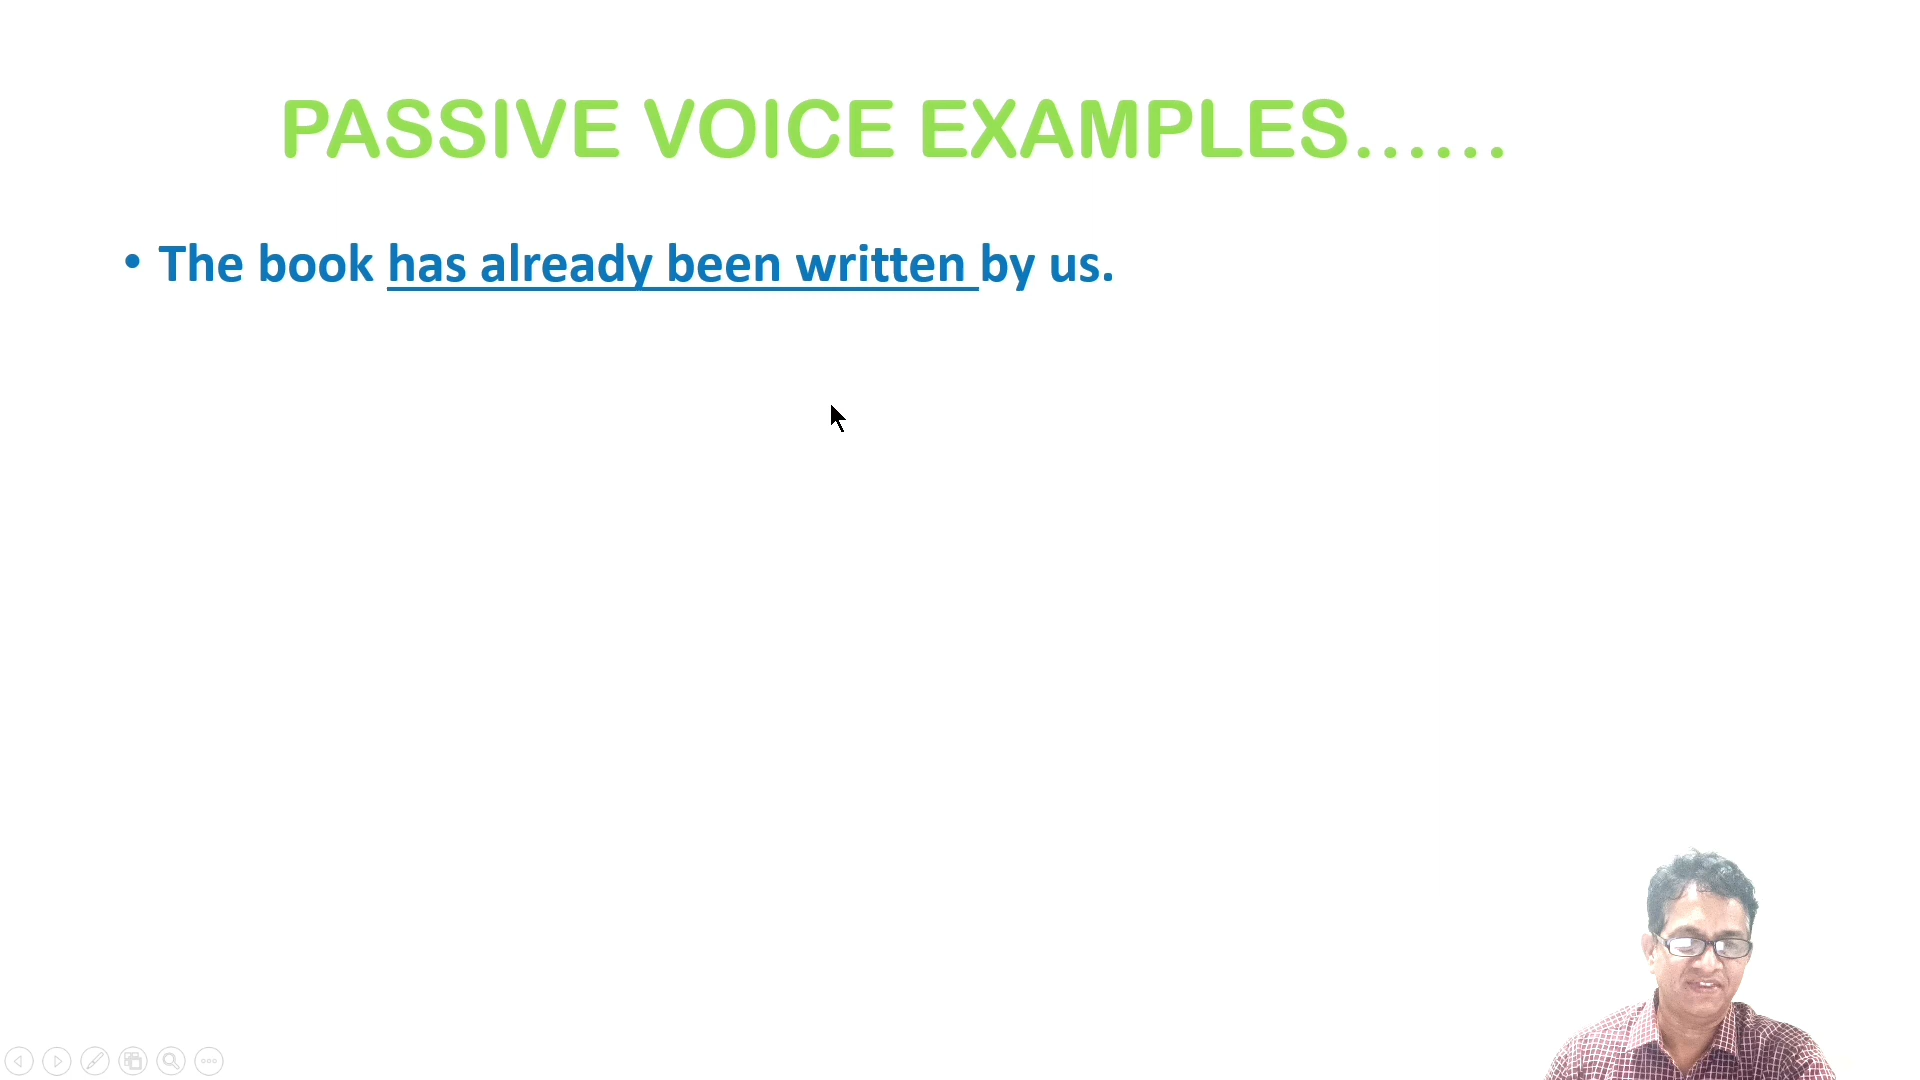 PASSIVE VOICE EXAMPLES......
• The book has already been written by us.